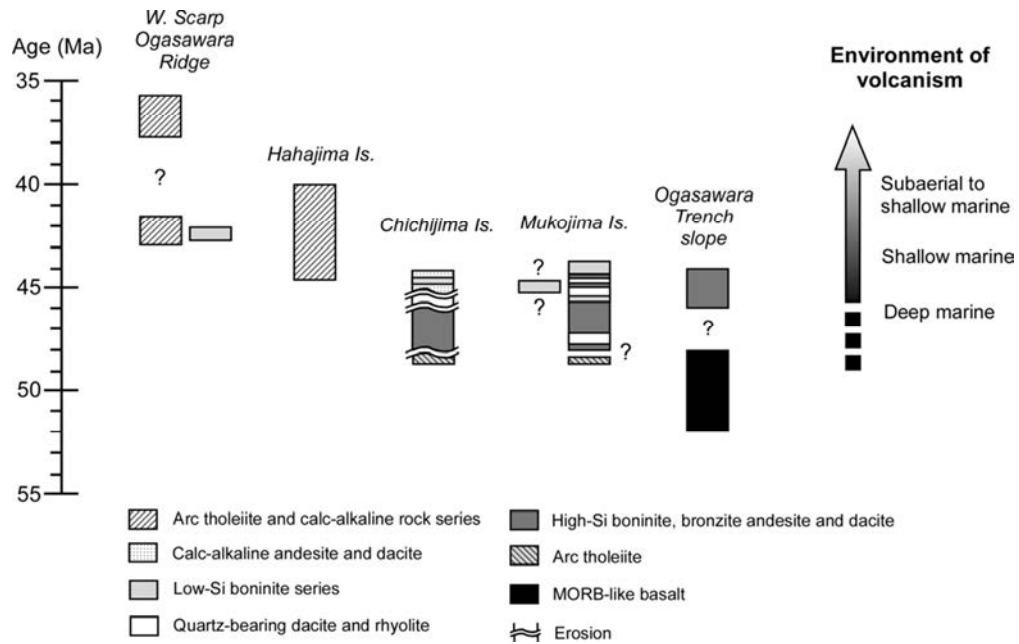 W. Scarp
Ogasawara
Ridge
Age (Ma)
35
40
45
50
55
?
Hahajima Is.
Chichijima Is.
Mukojima Is.
?
?
?
Ogasawara
Trench
slope
?
Environment of
volcanism
Subaerial to
shallow marine
Shallow marine
Deep marine
Arc tholeiite and calc-alkaline rock series
Calc-alkaline andesite and dacite
Low-Si boninite series
Quartz-bearing dacite and rhyolite
High-Si boninite, bronzite andesite and dacite
Arc tholeiite
MORB-like basalt
Erosion